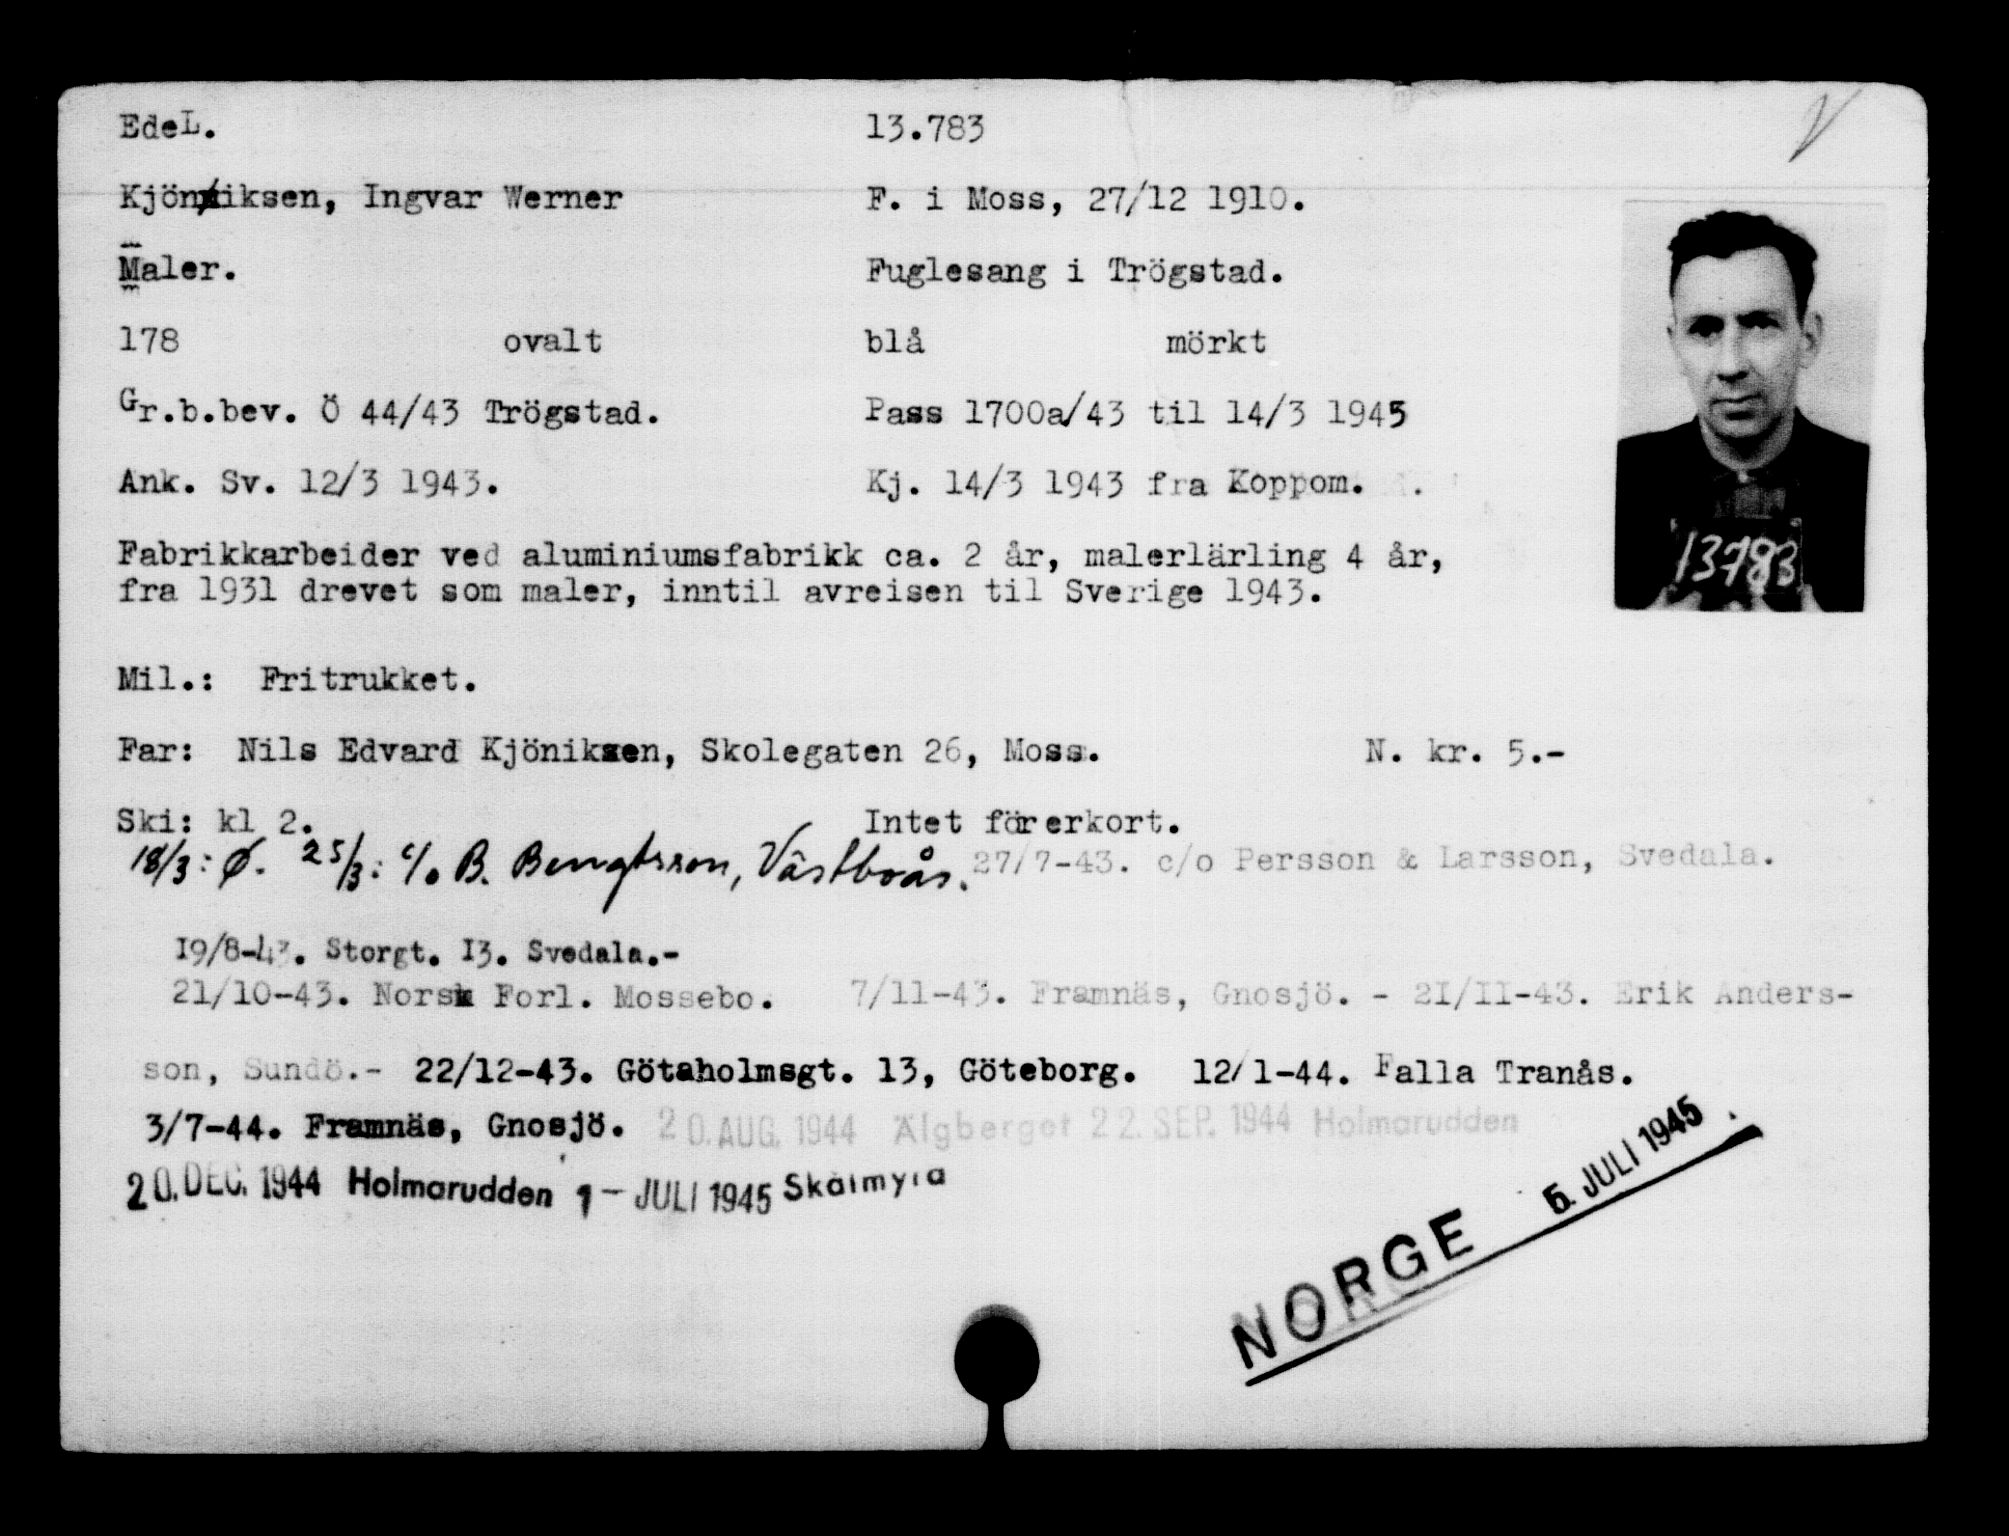 EdeL. 13.783
Kjöniksen, Ingvar Werner F. i Moss, 27/12 1910.
Maler. Fuglesang i Trögstad.
178 ovalt blå mörkt
Gr.b.bev. Ö 44/43 Trögstad. Pass 1700a/43 til 14/3 1945
Ank. Sv. 12/3 1943. Kj. 14/3 1943 fra Koppom.
Fabrikkarbeider ved aluminiumsfabrikk ca. 2 år, malerlärling 4 år,
fra 1931 drevet som maler, inntil avreisen til Sverige 1943.
13783
Mil.: Fritrukket.
Far: Nils Edvard Kjöniksen, Skolegaten 26, Moss. N. kr. 5.-
Ski: kl 2. Intet förerkort.
18/3: Ø. 25/3: c/o B. Bengtsson, Västboås. 27/7-43. c/o Persson & Larsson, Svedala.
19/8-43. Storgt. 13. Svedala.-
21/10-43. Norsk Forl. Mossebo. 7/11-43. Framnäs, Gnosjö. - 21/11-43. Erik Anders-
son, Sundö.- 22/12-43. Götaholmsgt. 13, Göteborg. 12/1-44. Falla Tranås.
3/7-44. Framnäs, Gnosjö. 20. AUG. 1944 Älgberget 22. SEP. 1944 Holmarudden
20. DEC. 1944 Holmarudden 1 - JULI 1945 Skålmyra
NORGE 5. JULI 1945